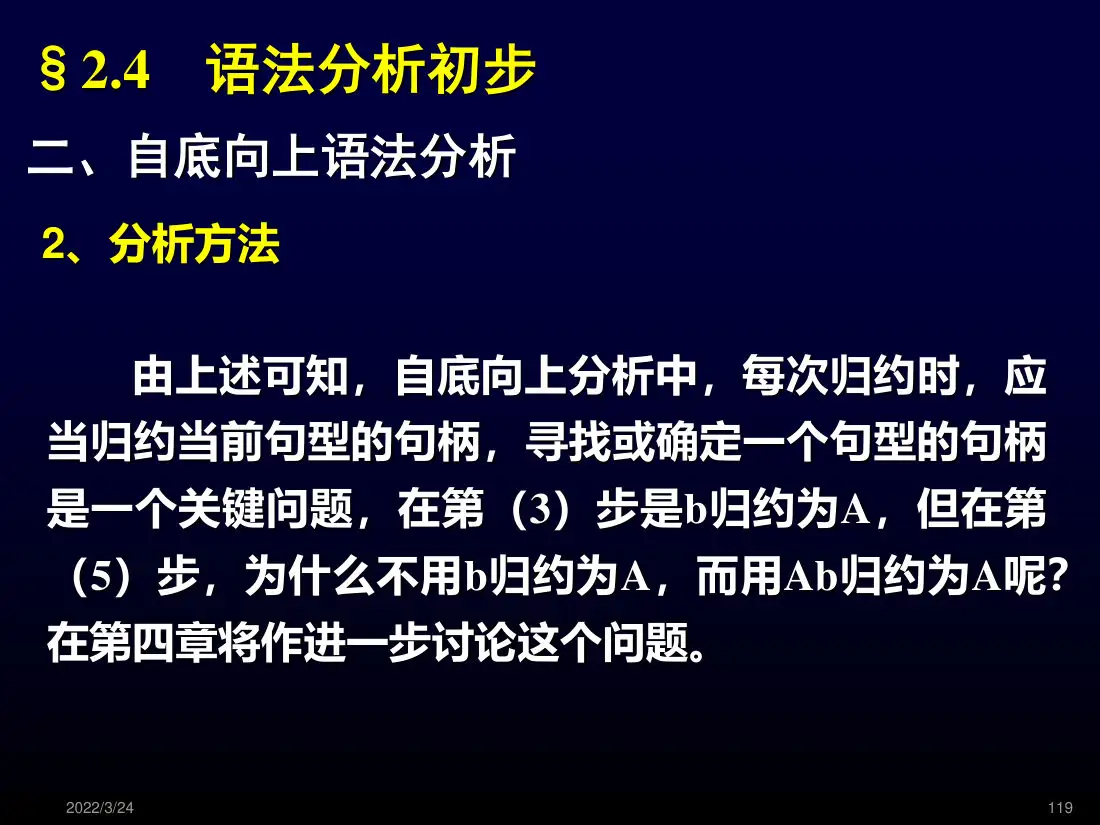 §2.4 语法分析初步
二、自底向上语法分析
2、分析方法
由上述可知，自底向上分析中，每次归约时，应
当归约当前句型的句柄，寻找或确定一个句型的句柄
是一个关键问题，在第（3）步是b归约为A，但在第
（5）步，为什么不用b归约为A，而用Ab归约为A呢？
在第四章将作进一步讨论这个问题。
2022/3/24
119